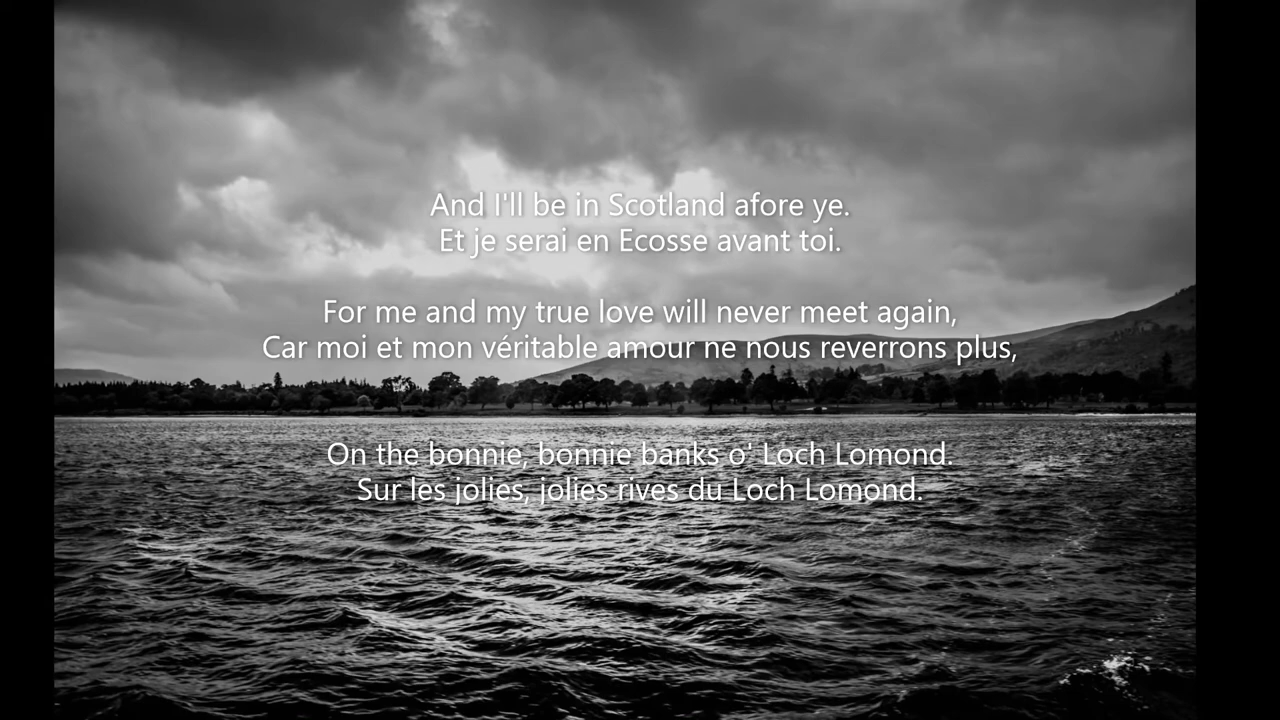 And I'll be in Scotland afore ye.
Et je serai en Ecosse avant toi.
For me and my true love will never meet again,
Car moi et mon véritable amour ne nous reverrons plus,
On the bonnie, bonnie banks o' Loch Lomond.
Sur les jolies, jolies rives du Loch Lomond.